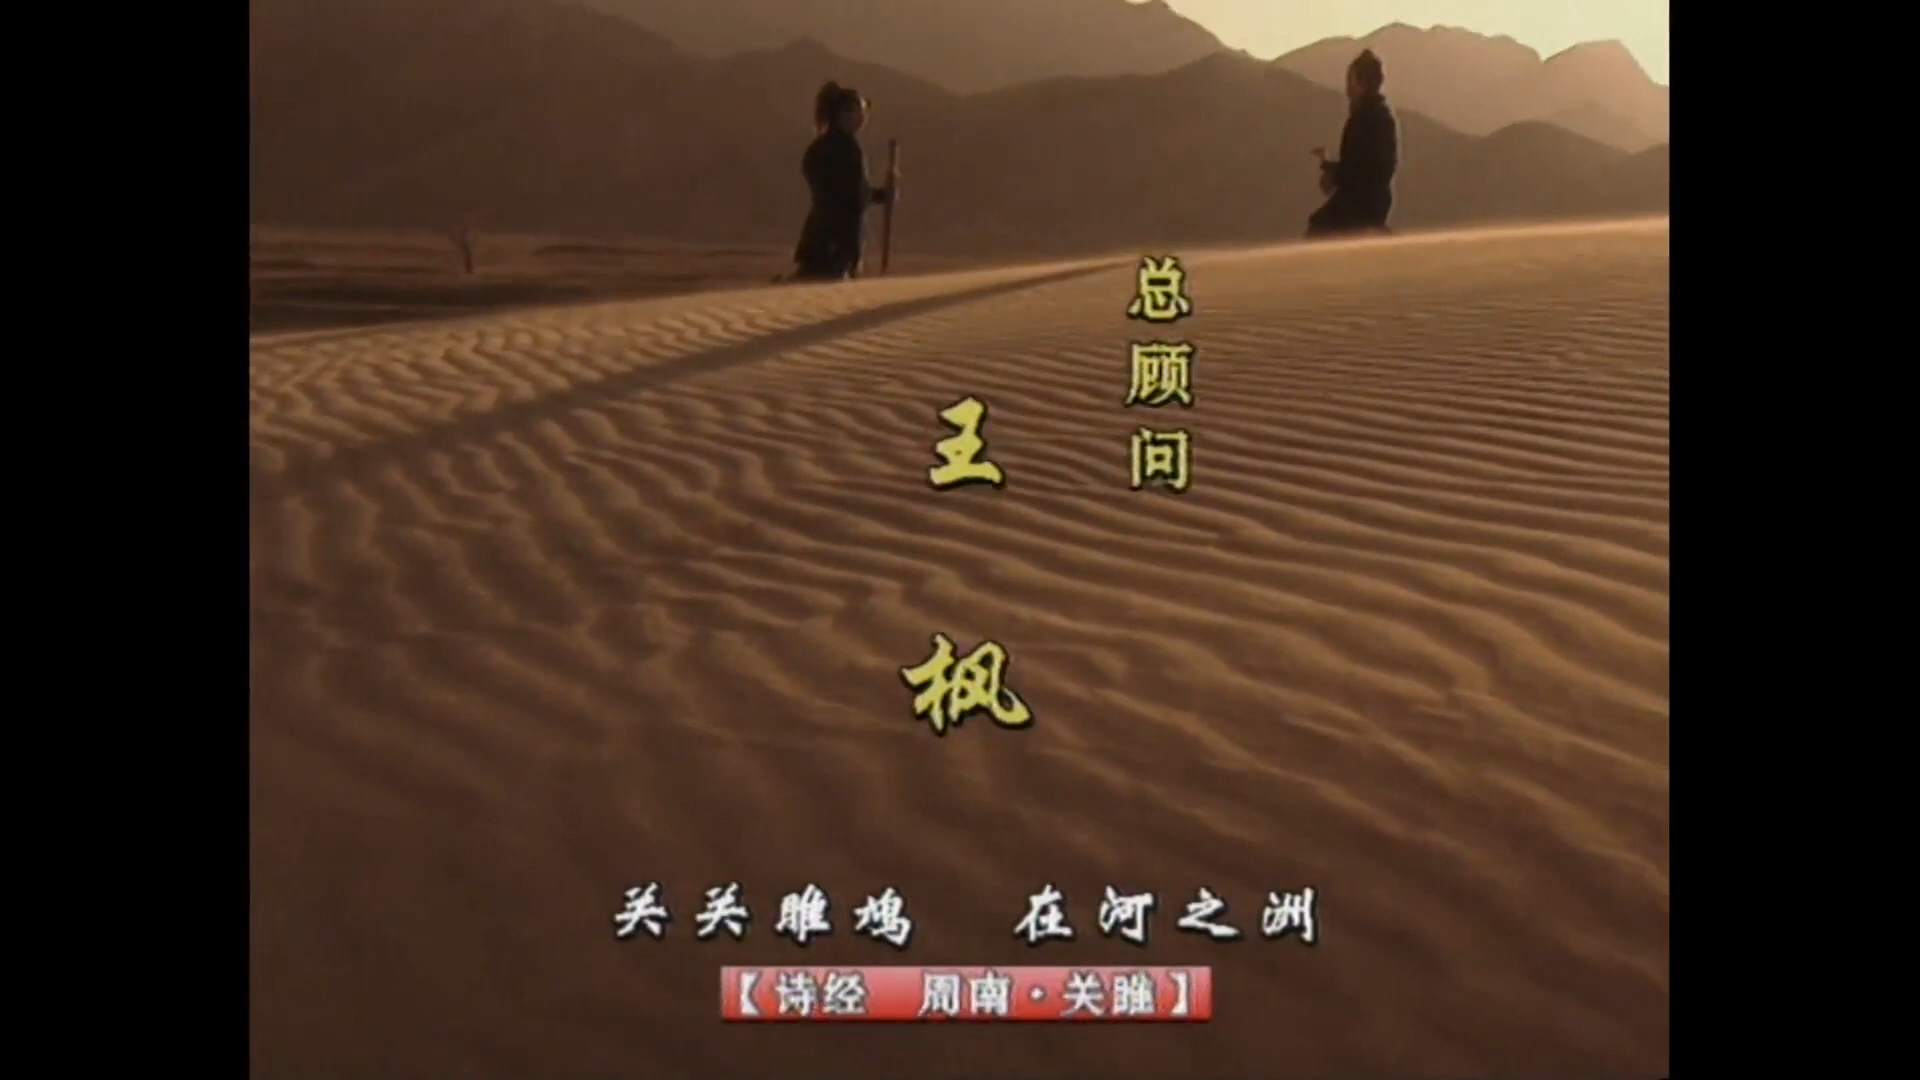 总顾问
王枫
关关雎鸠 在河之洲
【诗经 周南·关雎】